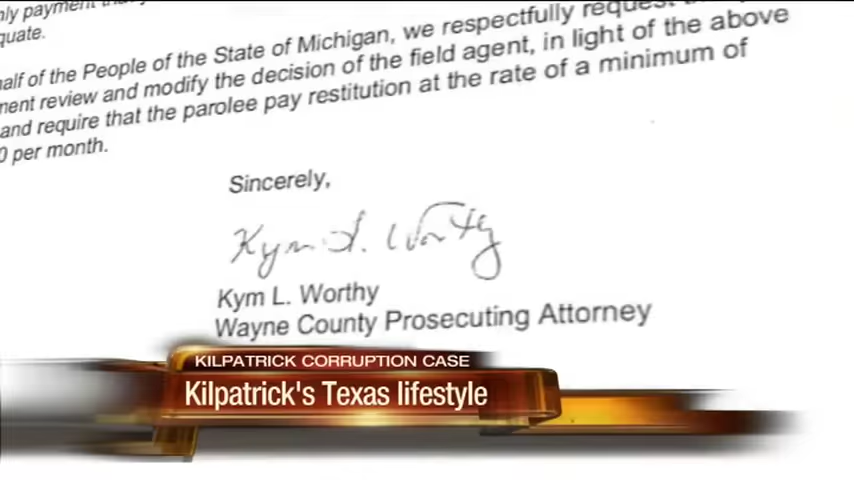 payment
quate.
half of the People of the State of Michigan, we respectfully request
ment review and modify the decision of the field agent, in light of the above
and require that the parolee pay restitution at the rate of a minimum of
0 per month.
Sincerely,
Kym L. Worthy
Kym L. Worthy
Wayne County Prosecuting Attorney
KILPATRICK CORRUPTION CASE
Kilpatrick's Texas lifestyle